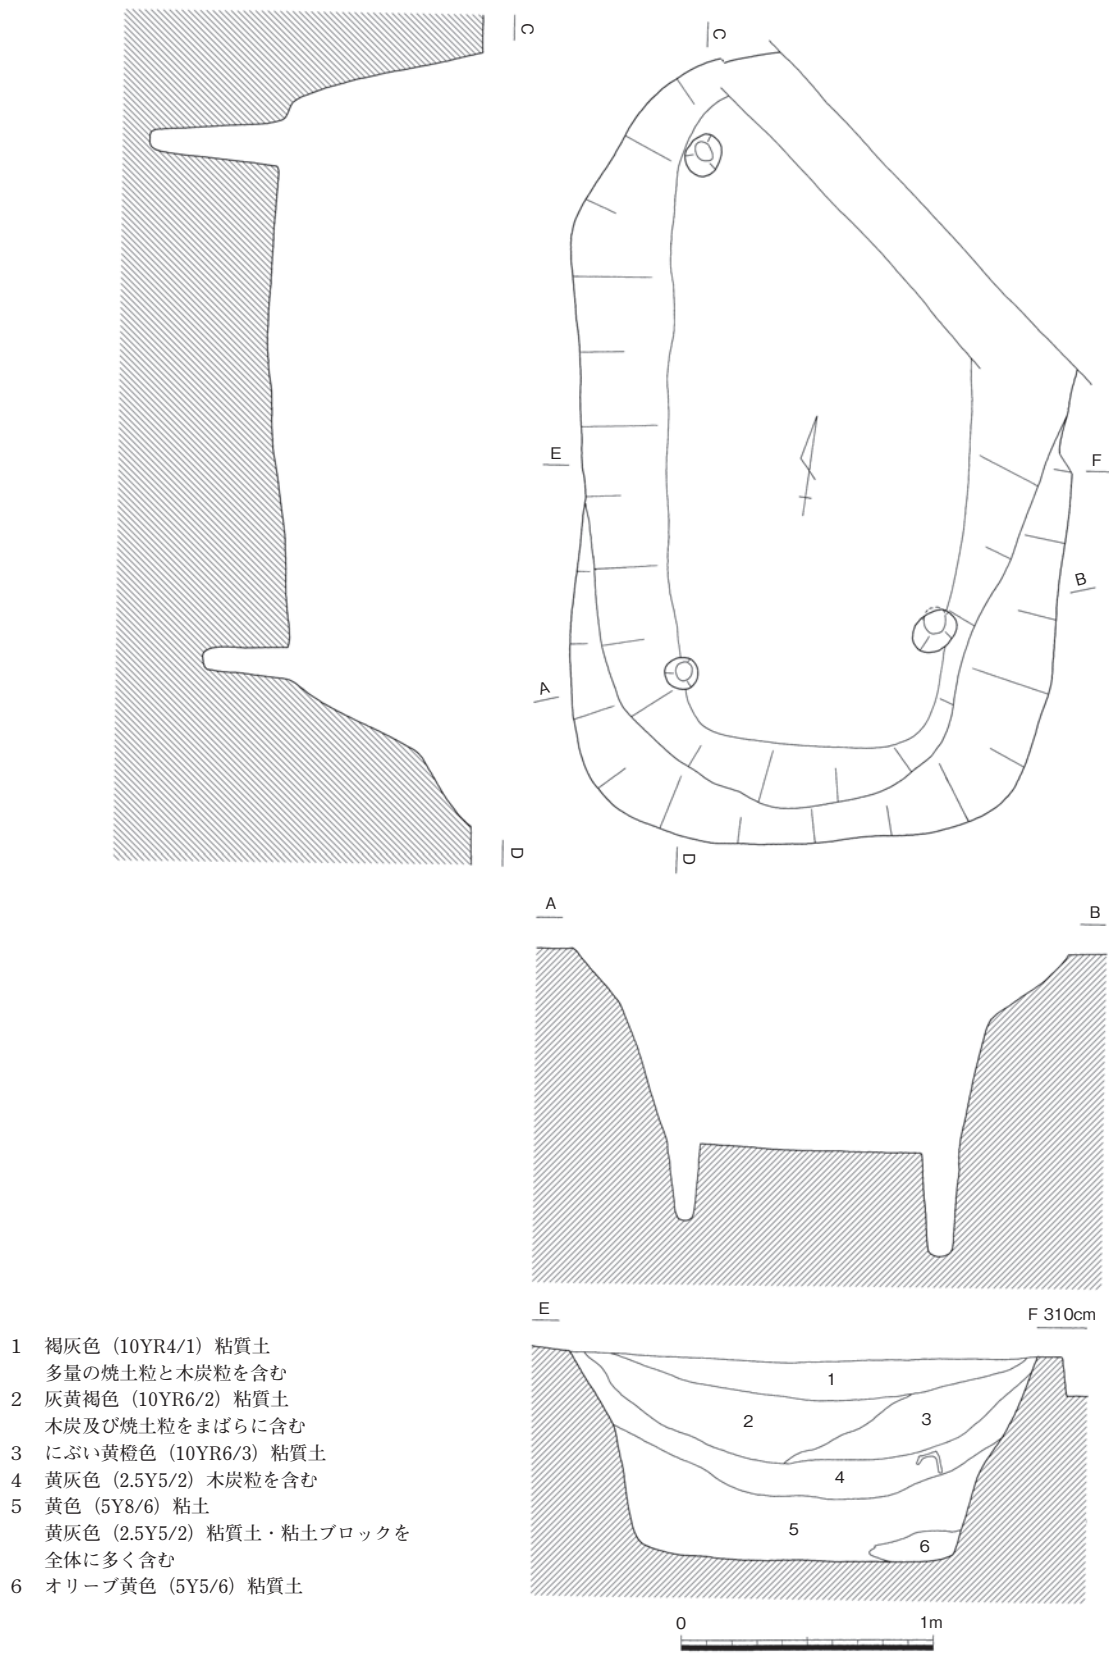 C
C
E
F
B
A
D
D
A
B
E
F 310cm
1
2
3
4
5
6
1 褐灰色（10YR4/1）粘質土
多量の焼土粒と木炭粒を含む
2 灰黄褐色（10YR6/2）粘質土
木炭及び焼土粒をまばらに含む
3 にぶい黄橙色（10YR6/3）粘質土
4 黄灰色（2.5Y5/2）木炭粒を含む
5 黄色（5Y8/6）粘土
黄灰色（2.5Y5/2）粘質土・粘土ブロックを
全体に多く含む
6 オリーブ黄色（5Y5/6）粘質土
0 1m